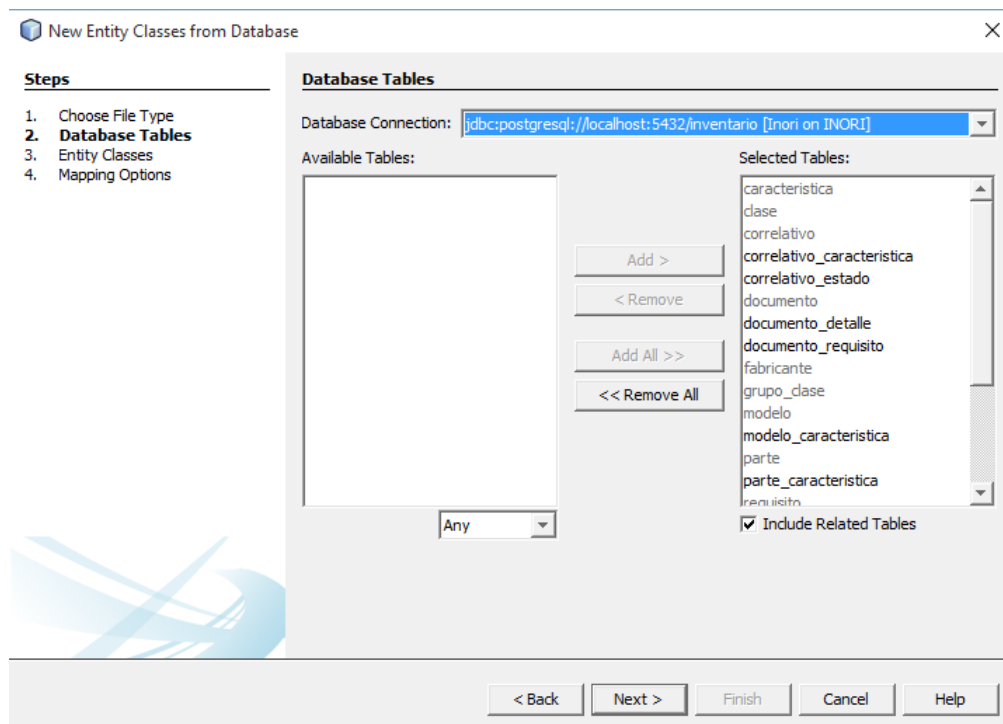 New Entity Classes from Database
Steps
1. Choose File Type
2. Database Tables
3. Entity Classes
4. Mapping Options
Database Tables
Database Connection: jdbc:postgresql://localhost:5432/inventario [Inori on INORI]
Available Tables:
Any
Add >
< Remove
Add All >>
<< Remove All
Selected Tables:
caracteristica
clase
correlativo
correlativo_caracteristica
correlativo_estado
documento
documento_detalle
documento_requisito
fabricante
grupo_clase
modelo
modelo_caracteristica
parte
parte_caracteristica
requisito
Include Related Tables
< Back
Next >
Finish
Cancel
Help